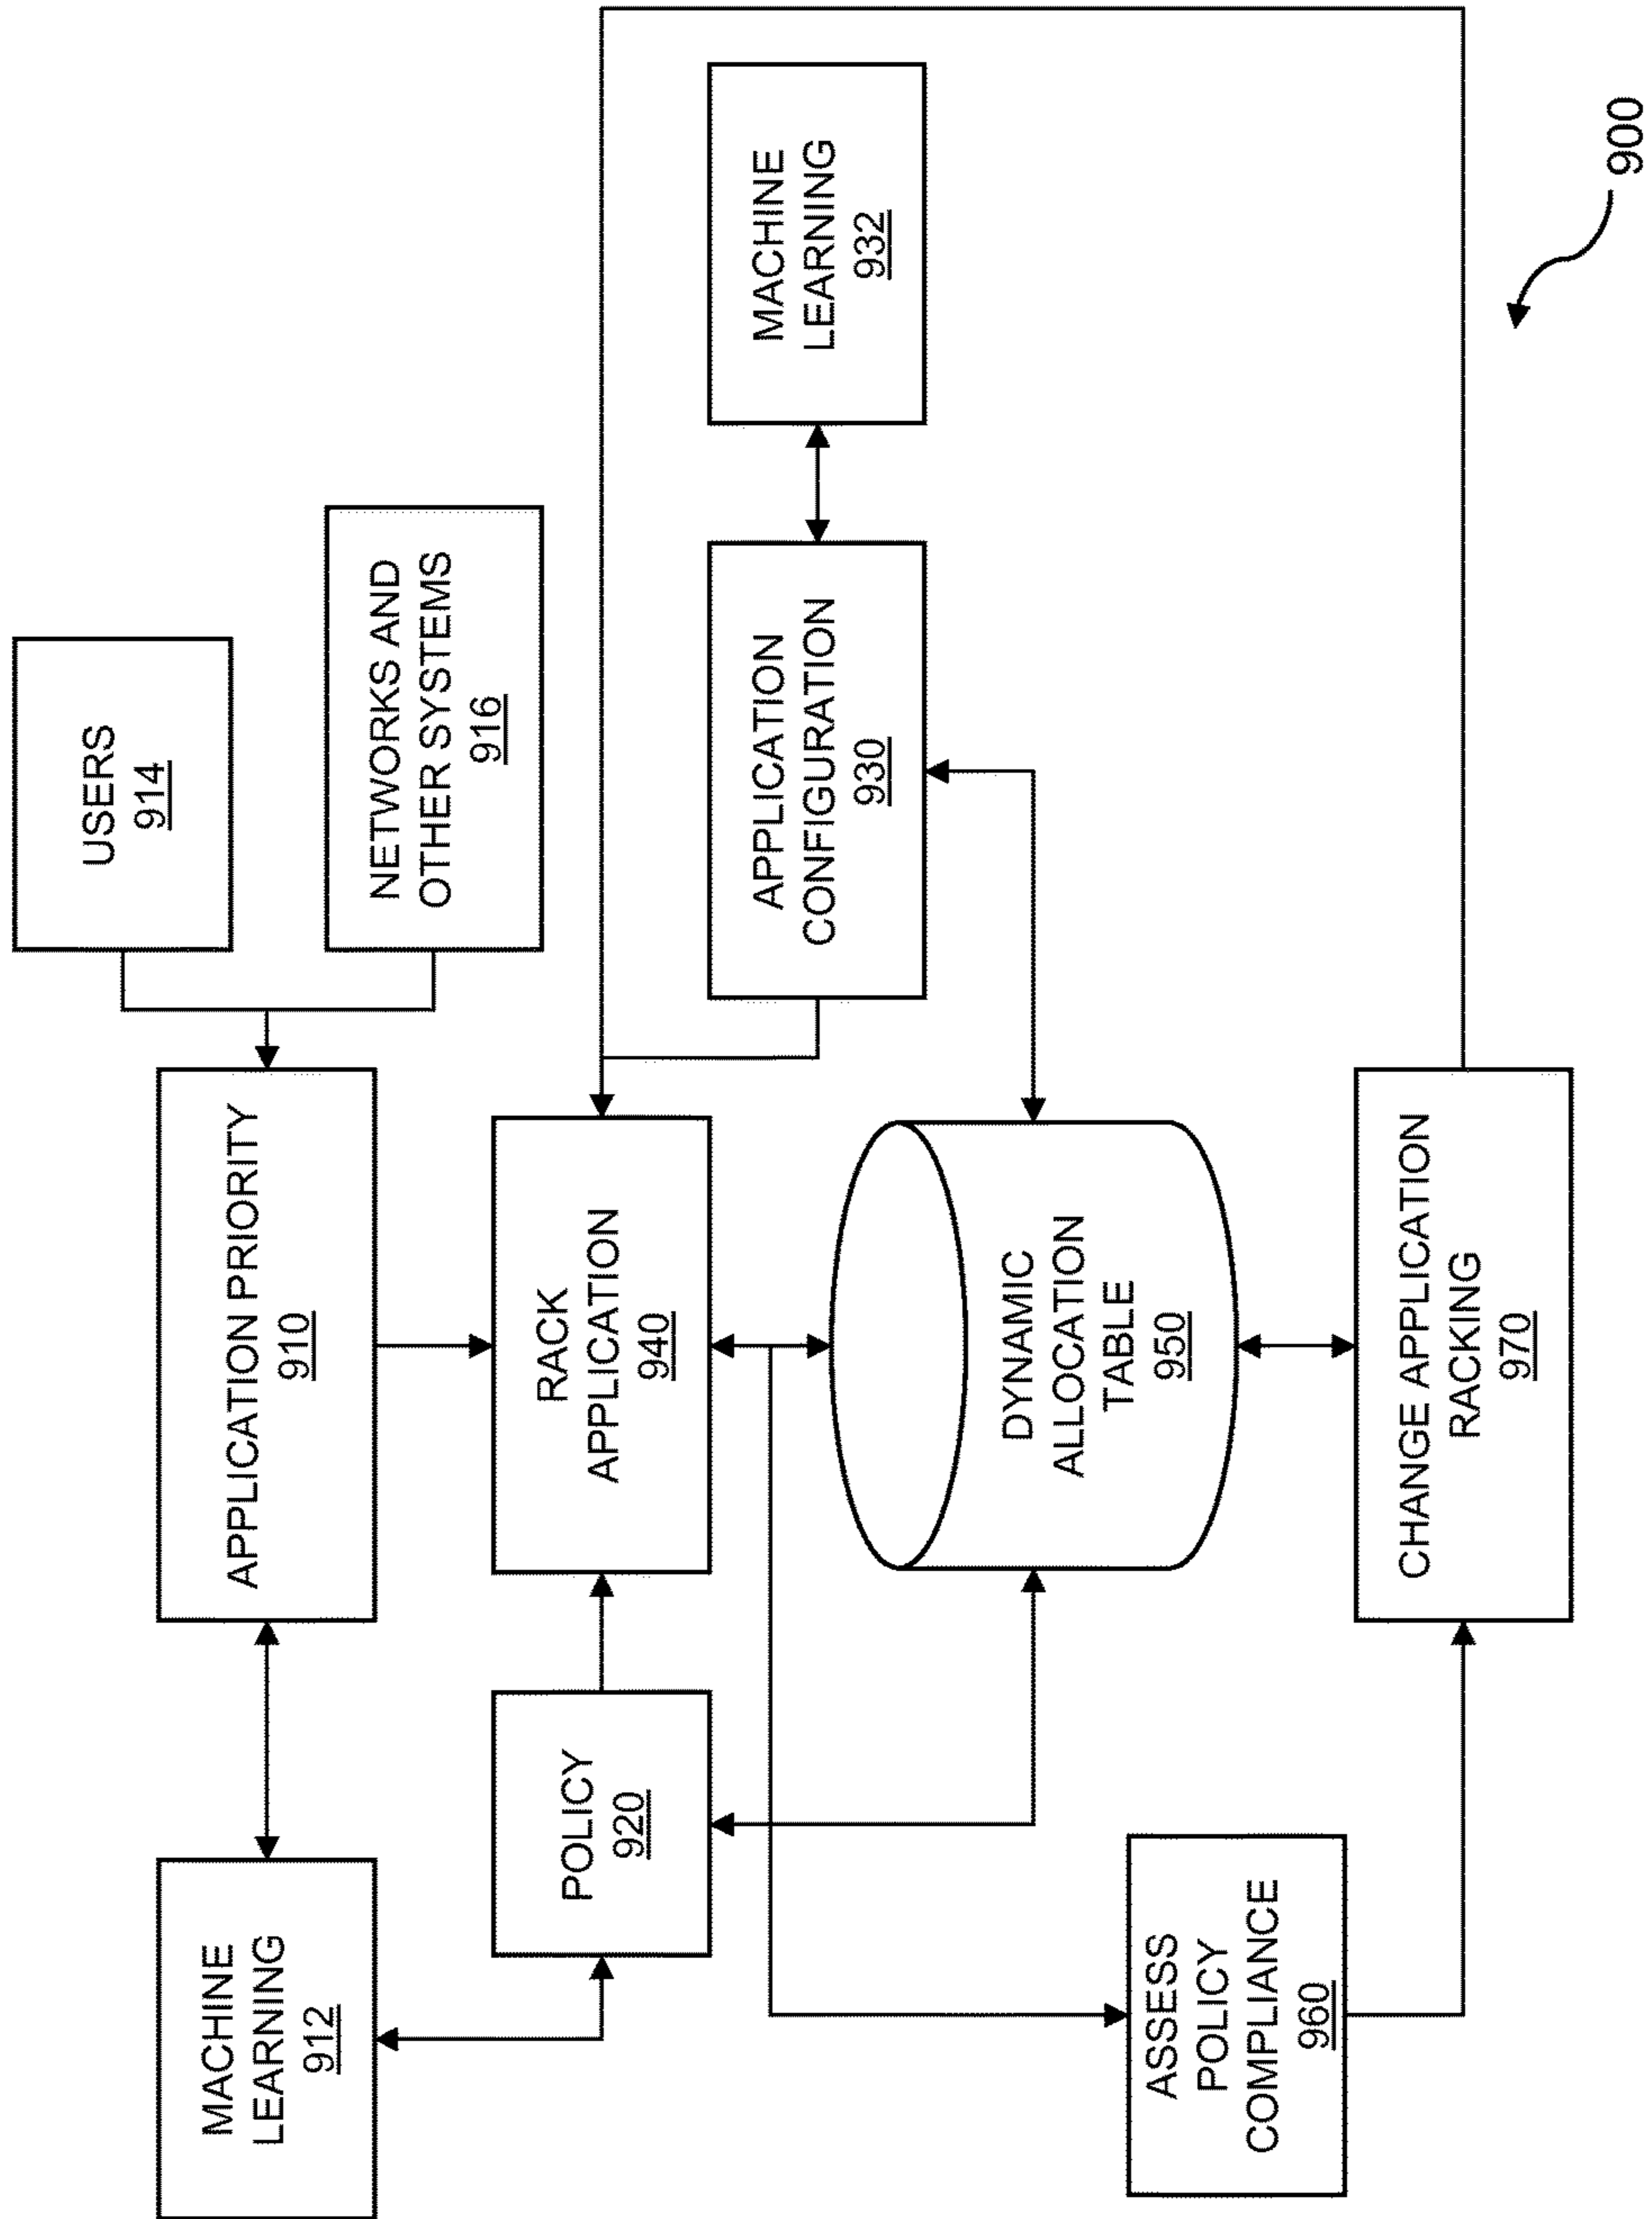 USERS
914
NETWORKS AND
OTHER SYSTEMS
916
MACHINE
LEARNING
912
APPLICATION PRIORITY
910
POLICY
920
RACK
APPLICATION
940
APPLICATION
CONFIGURATION
930
MACHINE
LEARNING
932
DYNAMIC
ALLOCATION
TABLE
950
ASSESS
POLICY
COMPLIANCE
960
CHANGE APPLICATION
RACKING
970
900